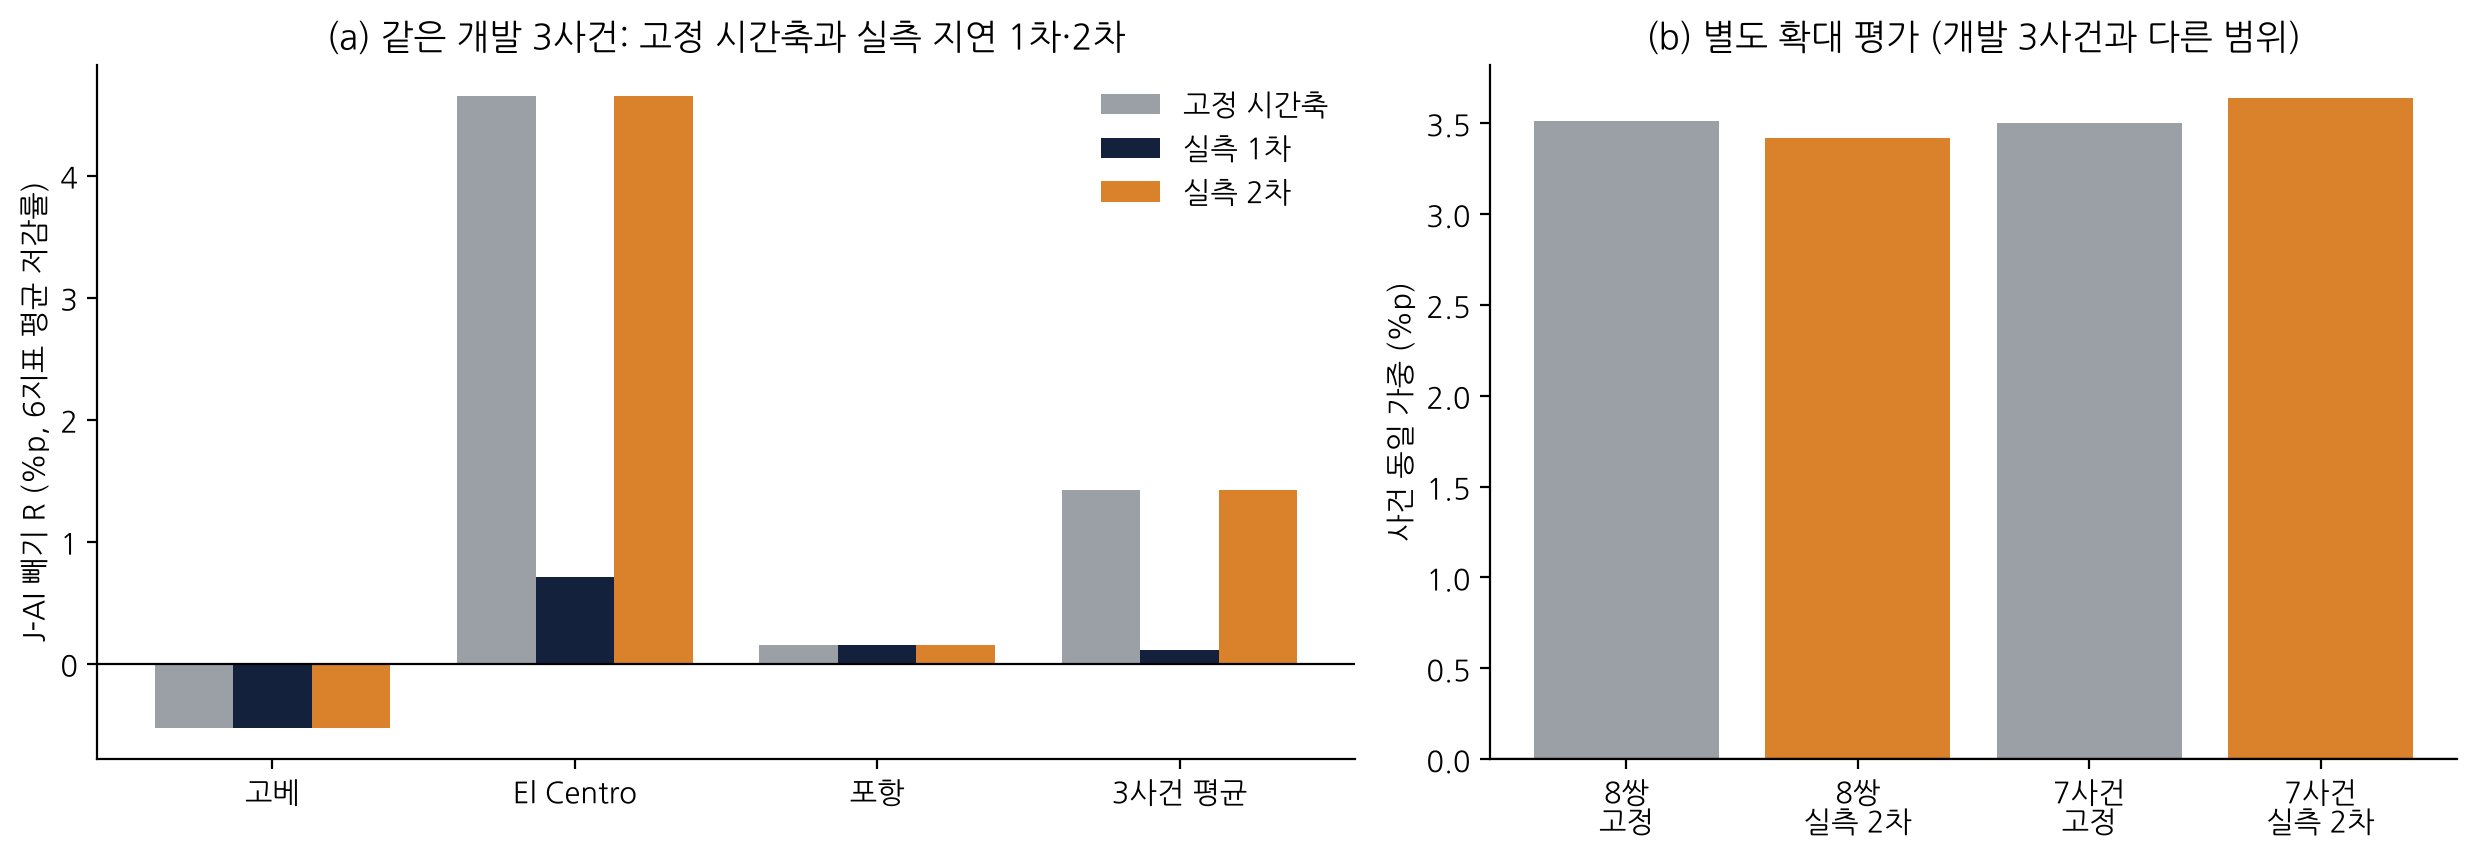 (a) 같은 개발 3사건: 고정 시간축과 실측 지연 1차·2차
J-AI 빼기 R (%p, 6지표 평균 저감률)
4
3
2
1
0
고정 시간축
실측 1차
실측 2차
고베
El Centro
포항
3사건 평균
(b) 별도 확대 평가 (개발 3사건과 다른 범위)
사건 동일 가중 (%p)
3.5
3.0
2.5
2.0
1.5
1.0
0.5
0.0
8쌍
고정
8쌍
실측 2차
7사건
고정
7사건
실측 2차